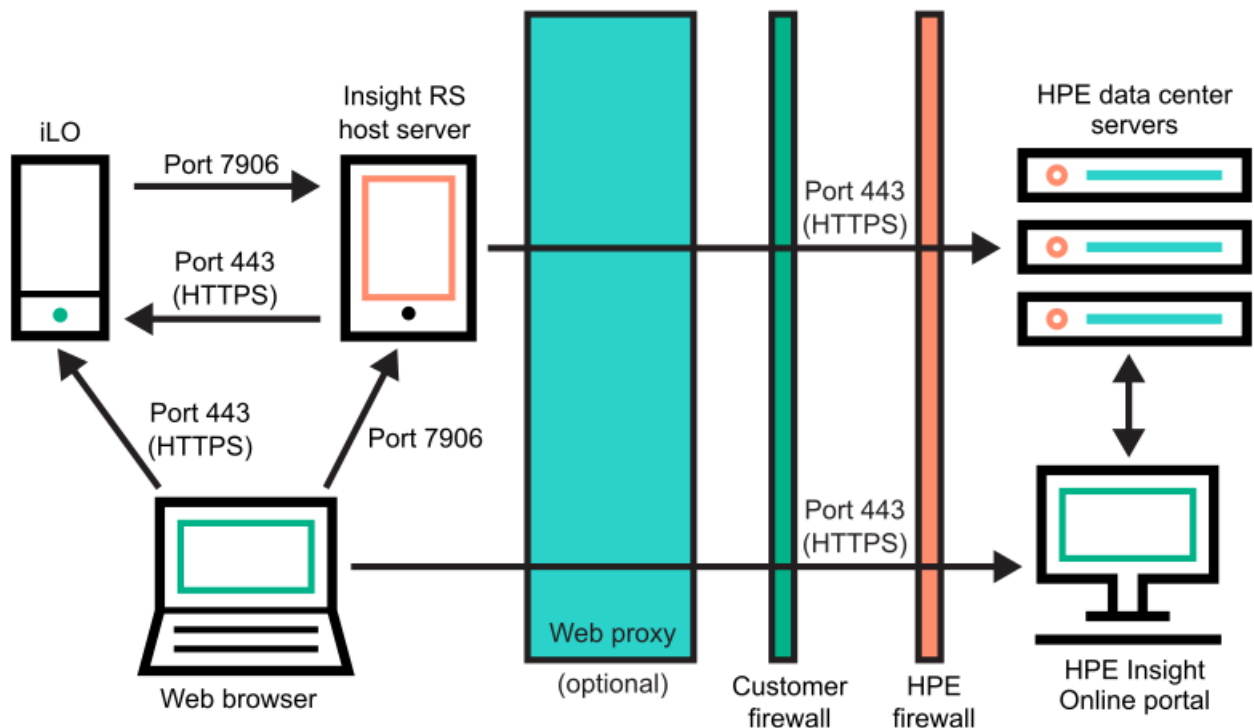 iLO
Insight RS
host server
HPE data center
servers
Port 7906
Port 443
(HTTPS)
Port 443
(HTTPS)
Port 443
(HTTPS)
Port 7906
Port 443
(HTTPS)
Web browser
Web proxy
(optional)
Customer
firewall
HPE
firewall
HPE Insight
Online portal